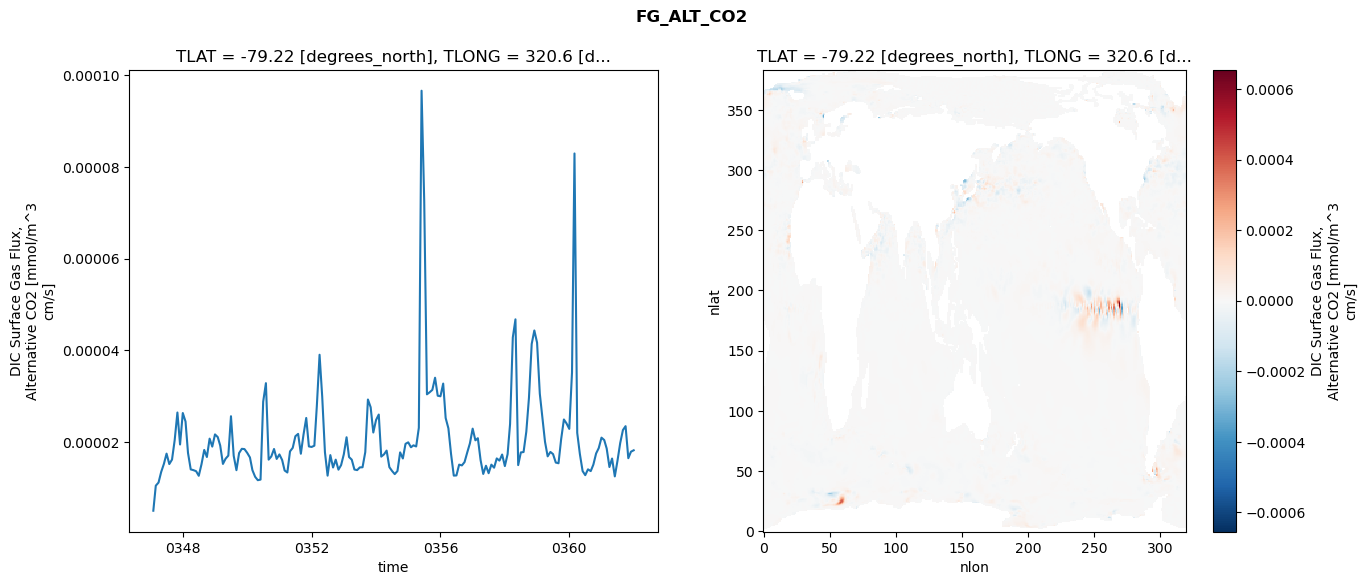 FG_ALT_CO2
TLAT = -79.22 [degrees_north], TLONG = 320.6 [d...
0.00010
0.00008
0.00006
0.00004
0.00002
DIC Surface Gas Flux,
Alternative CO2 [mmol/m^3
cm/s]
0348
0352
0356
0360
time
TLAT = -79.22 [degrees_north], TLONG = 320.6 [d...
350
300
250
200
150
100
50
0
nlat
0
50
100
150
200
250
300
nlon
0.0006
0.0004
0.0002
0.0000
−0.0002
−0.0004
−0.0006
DIC Surface Gas Flux,
Alternative CO2 [mmol/m^3
cm/s]